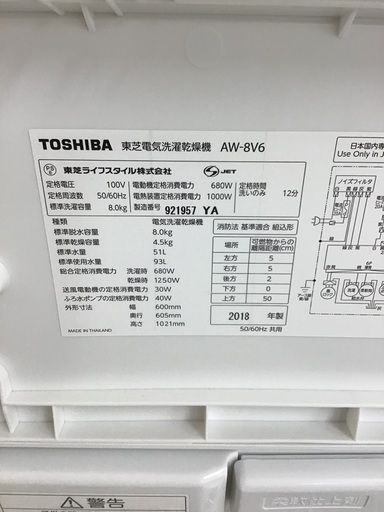 TOSHIBA 東芝電気洗濯乾燥機 AW-8V6
日本国内専
Use Only in J
東芝ライフスタイル株式会社
S-JET
定格電圧 100V
定格周波数 50/60Hz
標準洗濯容量 8.0kg
電動機定格消費電力 680W
電熱装置定格消費電力 1000W
製造番号 921957 YA
定格時間
洗いのみ 12分
種類 電気洗濯乾燥機
標準脱水容量 8.0kg
標準乾燥容量 4.5kg
標準水量 51L
標準使用水量 93L
総合定格消費電力 洗濯時 680W
乾燥時 1250W
送風電動機の定格消費電力 30W
ふろ水ポンプの定格消費電力 40W
外形寸法 幅 600mm
奥行 605mm
高さ 1021mm
MADE IN THAILAND
消防法 基準適合 組込形
場所 可燃物からの離隔距離(cm)
左方 5
右方 5
後方 2
下方 0
上方 50
2018 年製
50/60Hz 共用
ノイズフィルタ
警告